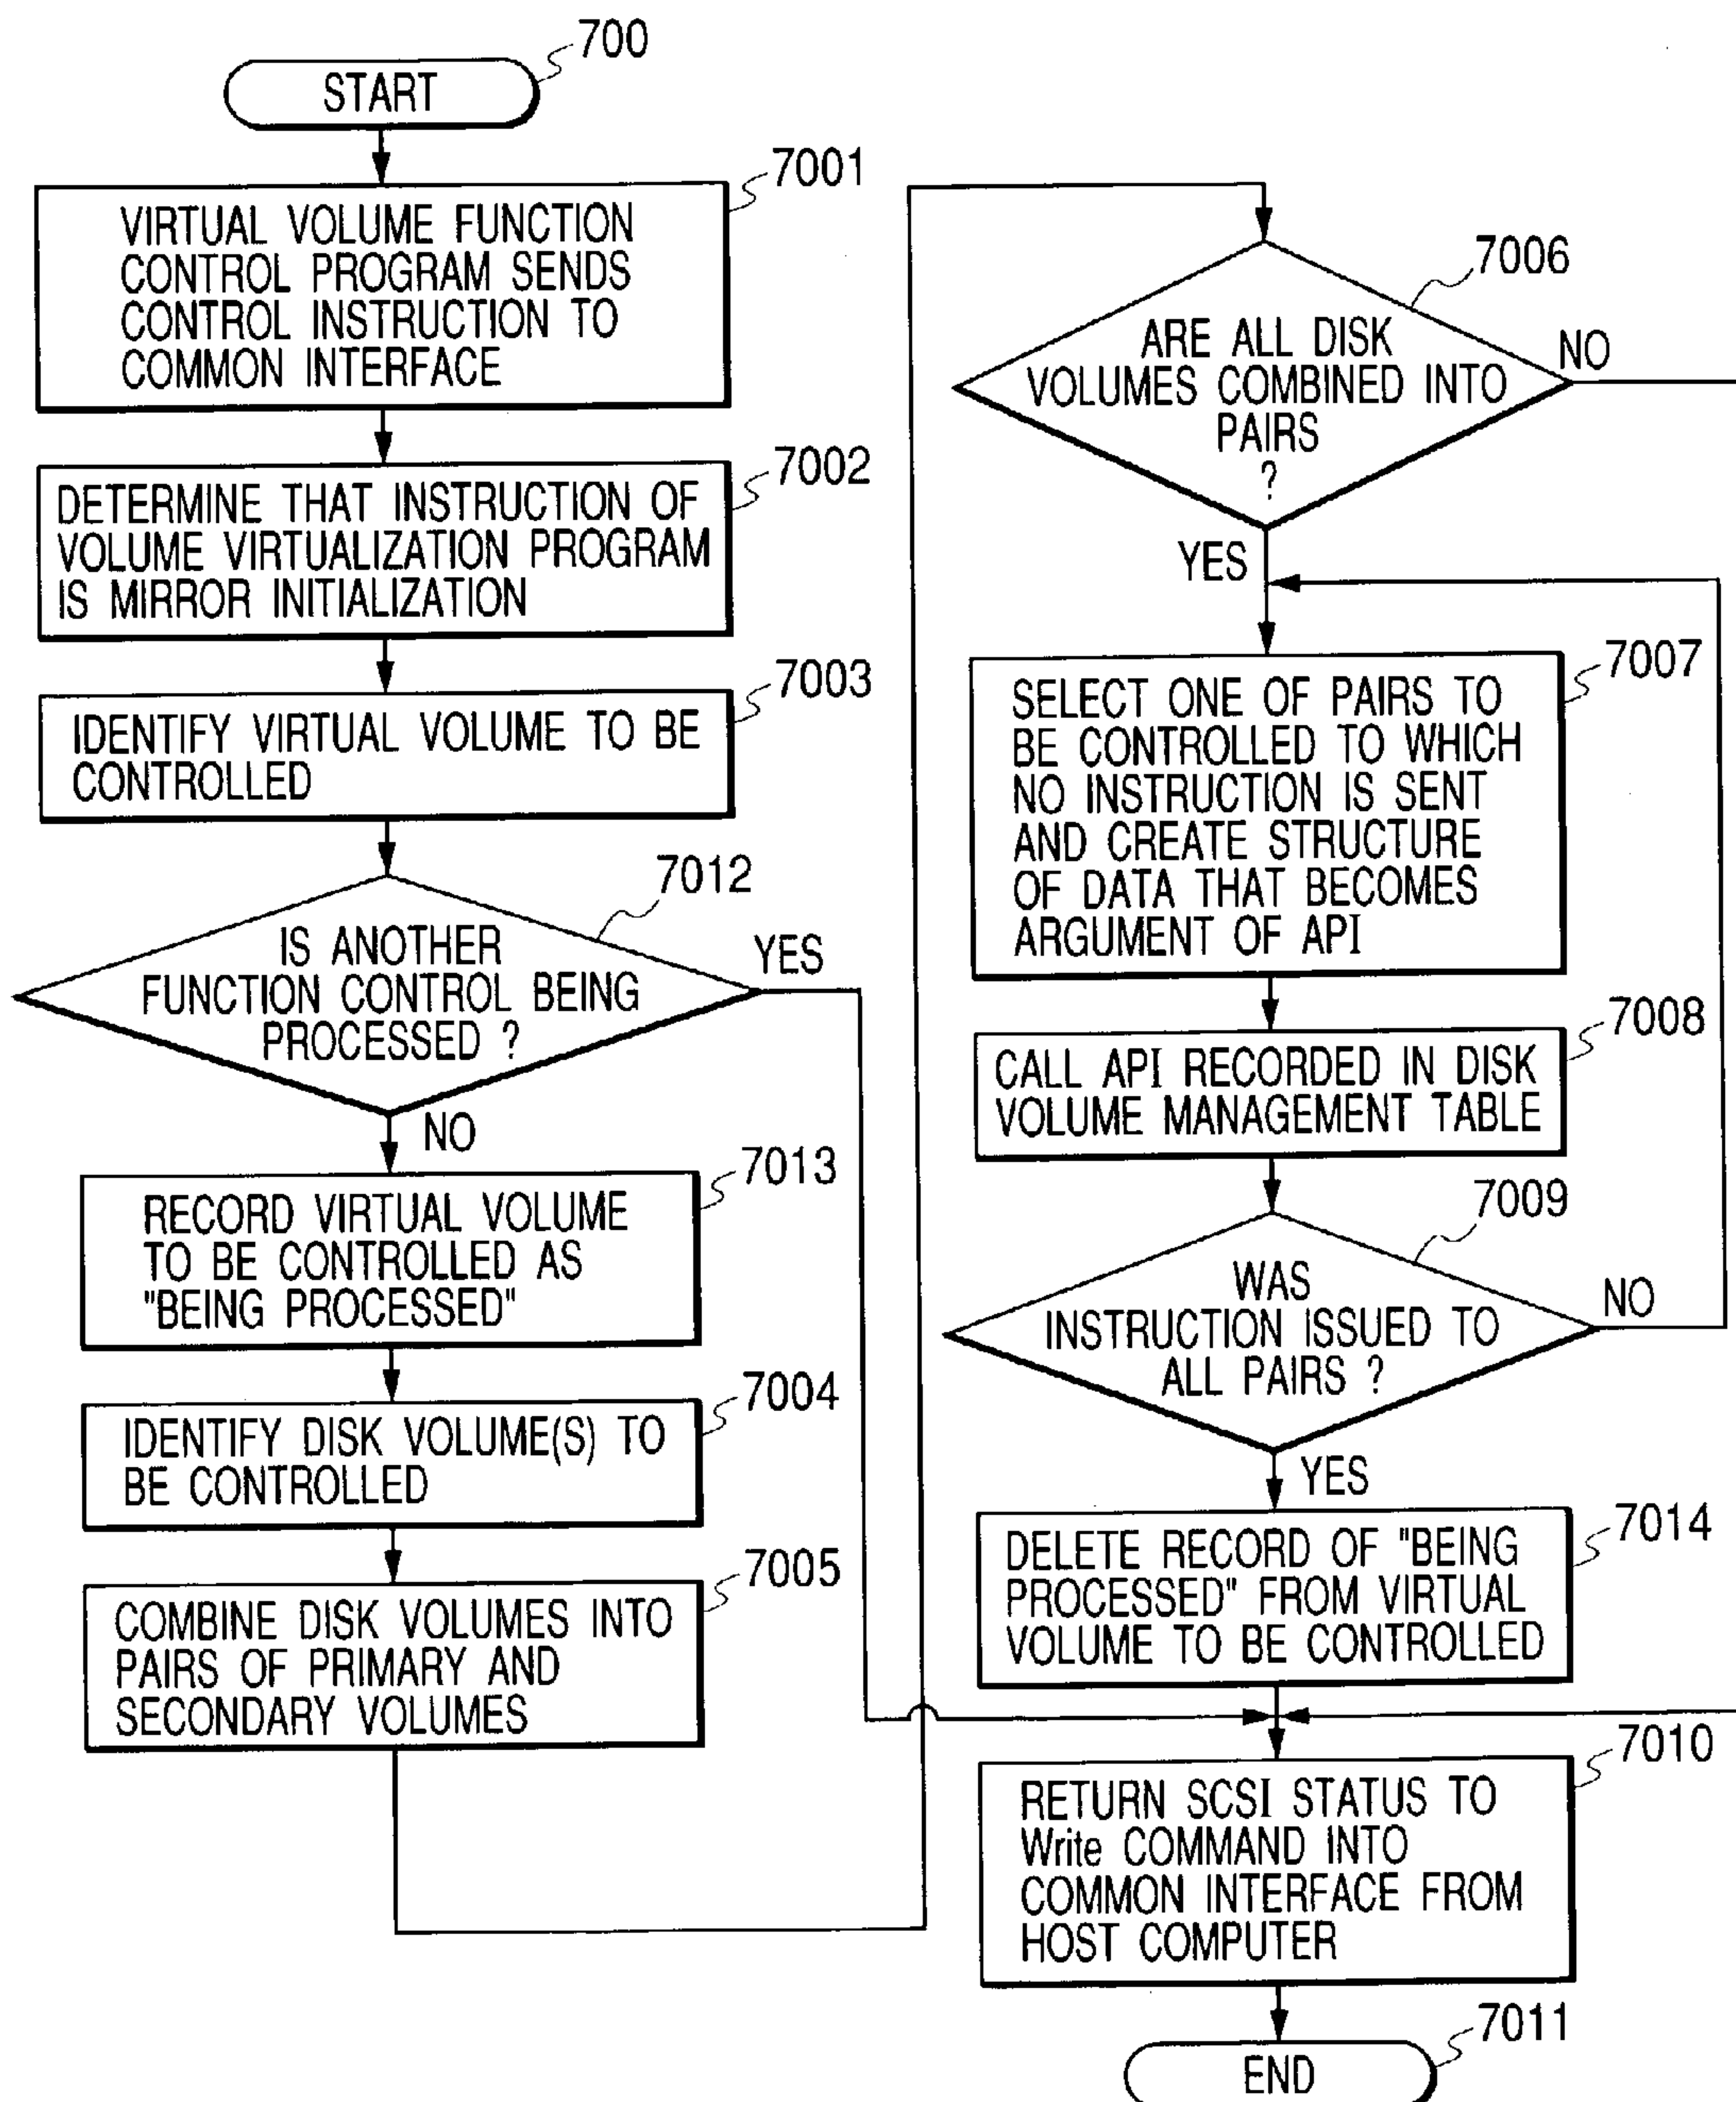 700
START
7001
VIRTUAL VOLUME FUNCTION
CONTROL PROGRAM SENDS
CONTROL INSTRUCTION TO
COMMON INTERFACE
7002
DETERMINE THAT INSTRUCTION OF
VOLUME VIRTUALIZATION PROGRAM
IS MIRROR INITIALIZATION
7003
IDENTIFY VIRTUAL VOLUME TO BE
CONTROLLED
7012
IS ANOTHER
FUNCTION CONTROL BEING
PROCESSED ?
YES
NO
7013
RECORD VIRTUAL VOLUME
TO BE CONTROLLED AS
"BEING PROCESSED"
7004
IDENTIFY DISK VOLUME(S) TO
BE CONTROLLED
7005
COMBINE DISK VOLUMES INTO
PAIRS OF PRIMARY AND
SECONDARY VOLUMES
7006
ARE ALL DISK
VOLUMES COMBINED INTO
PAIRS
?
NO
YES
7007
SELECT ONE OF PAIRS TO
BE CONTROLLED TO WHICH
NO INSTRUCTION IS SENT
AND CREATE STRUCTURE
OF DATA THAT BECOMES
ARGUMENT OF API
7008
CALL API RECORDED IN DISK
VOLUME MANAGEMENT TABLE
7009
WAS
INSTRUCTION ISSUED TO
ALL PAIRS ?
NO
YES
7014
DELETE RECORD OF "BEING
PROCESSED" FROM VIRTUAL
VOLUME TO BE CONTROLLED
7010
RETURN SCSI STATUS TO
Write COMMAND INTO
COMMON INTERFACE FROM
HOST COMPUTER
7011
END